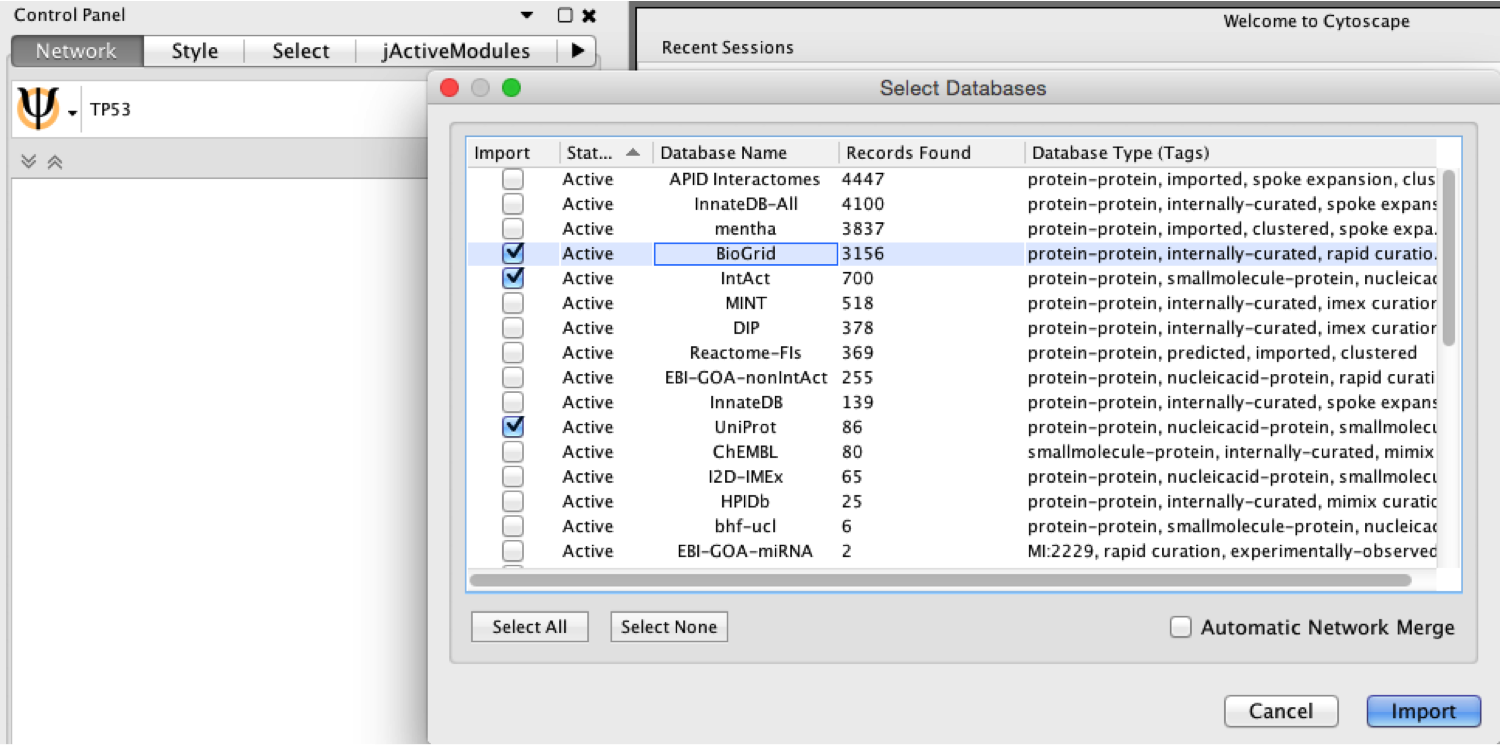 Control Panel
Welcome to Cytoscape
Recent Sessions
Network Style Select jActiveModules
TP53
Select Databases
Import Stat... Database Name Records Found Database Type (Tags)
Active APID Interactomes 4447 protein-protein, imported, spoke expansion, clus
Active InnateDB-All 4100 protein-protein, internally-curated, spoke expans
Active mentha 3837 protein-protein, imported, clustered, spoke expa.
Active BioGrid 3156 protein-protein, internally-curated, rapid curatio.
Active IntAct 700 protein-protein, smallmolecule-protein, nucleicac
Active MINT 518 protein-protein, internally-curated, imex curation
Active DIP 378 protein-protein, internally-curated, imex curation
Active Reactome-FIs 369 protein-protein, predicted, imported, clustered
Active EBI-GOA-nonIntAct 255 protein-protein, nucleicacid-protein, rapid curati
Active InnateDB 139 protein-protein, internally-curated, spoke expans
Active UniProt 86 protein-protein, nucleicacid-protein, smallmolecu
Active ChEMBL 80 smallmolecule-protein, internally-curated, mimix
Active I2D-IMEx 65 protein-protein, nucleicacid-protein, smallmolecu
Active HPIDb 25 protein-protein, internally-curated, mimix curatic
Active bhf-ucl 6 protein-protein, smallmolecule-protein, nucleicac
Active EBI-GOA-miRNA 2 MI:2229, rapid curation, experimentally-observed
Select All Select None Automatic Network Merge
Cancel Import